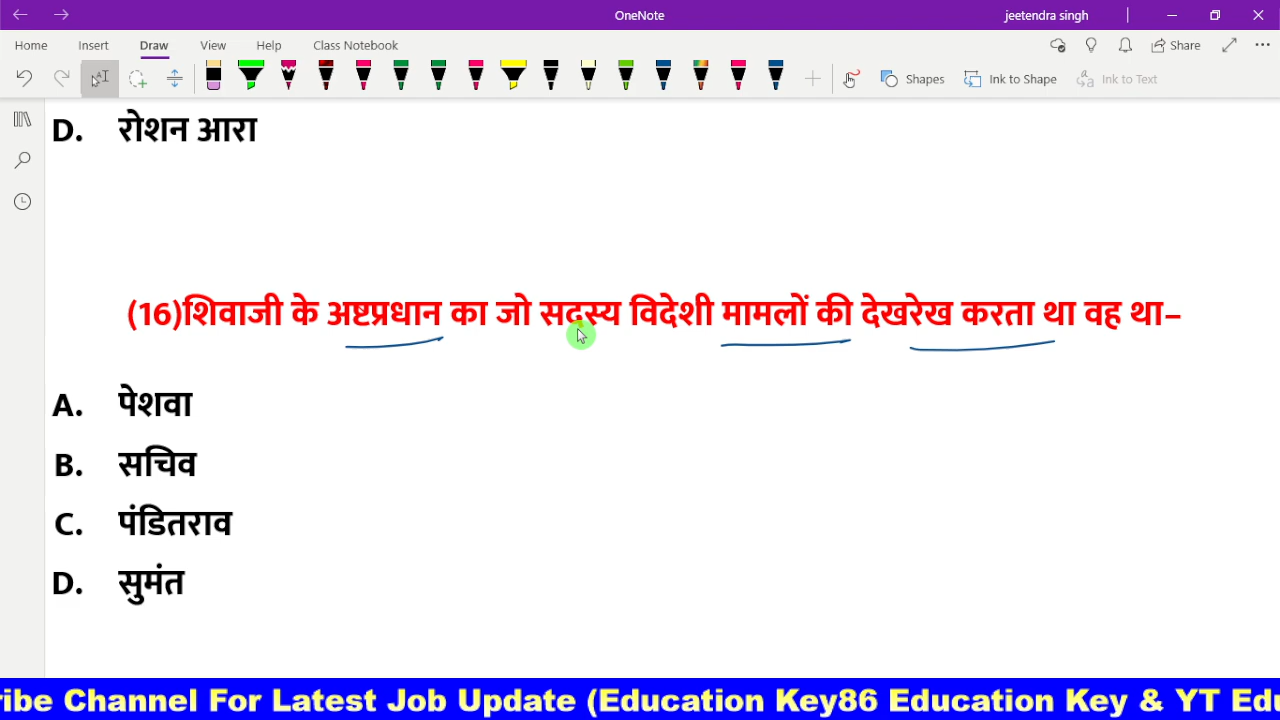 OneNote
jeetendra singh
Home Insert Draw View Help Class Notebook
Share
Shapes Ink to Shape Ink to Text
D. रोशन आरा
(16)शिवाजी के अष्टप्रधान का जो सदस्य विदेशी मामलों की देखरेख करता था वह था–
A. पेशवा
B. सचिव
C. पंडितराव
D. सुमंत
ribe Channel For Latest Job Update (Education Key86 Education Key & YT Edu